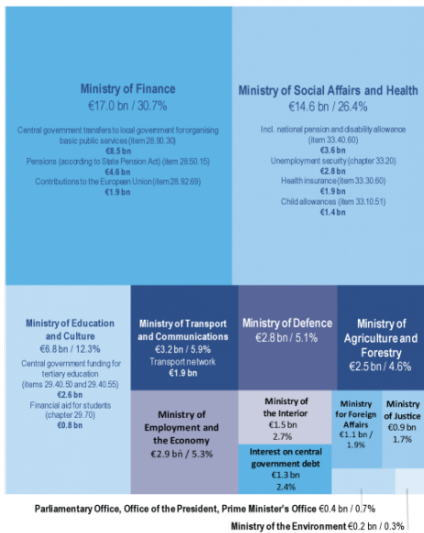 Ministry of Finance
€17.0 bn / 30.7%
Central government transfers to local government for organising
basic public services (item 28.90.30)
€8.5 bn
Pensions (according to State Pension Act) (item 28.50.15)
€4.6 bn
Contributions to the European Union (item 28.92.69)
€1.9 bn
Ministry of Social Affairs and Health
€14.6 bn / 26.4%
Incl. national pension and disability allowance
(item 33.40.60)
€3.6 bn
Unemployment security (chapter 33.20)
€2.8 bn
Health insurance (item 33.30.60)
€1.9 bn
Child allowances (item 33.10.51)
€1.4 bn
Ministry of Education
and Culture
€6.8 bn / 12.3%
Central government funding for
tertiary education
(items 29.40.50 and 29.40.55)
€2.6 bn
Financial aid for students
(chapter 29.70)
€0.8 bn
Ministry of Transport
and Communications
€3.2 bn / 5.9%
Transport network
€1.9 bn
Ministry of Defence
€2.8 bn / 5.1%
Ministry of
Agriculture and
Forestry
€2.5 bn / 4.6%
Ministry of
Employment and
the Economy
€2.9 bn / 5.3%
Ministry of
the Interior
€1.5 bn
2.7%
Interest on central
government debt
€1.3 bn
2.4%
Ministry
for Foreign
Affairs
€1.1 bn /
1.9%
Ministry
of Justice
€0.9 bn
1.7%
Parliamentary Office, Office of the President, Prime Minister's Office €0.4 bn / 0.7%
Ministry of the Environment €0.2 bn / 0.3%